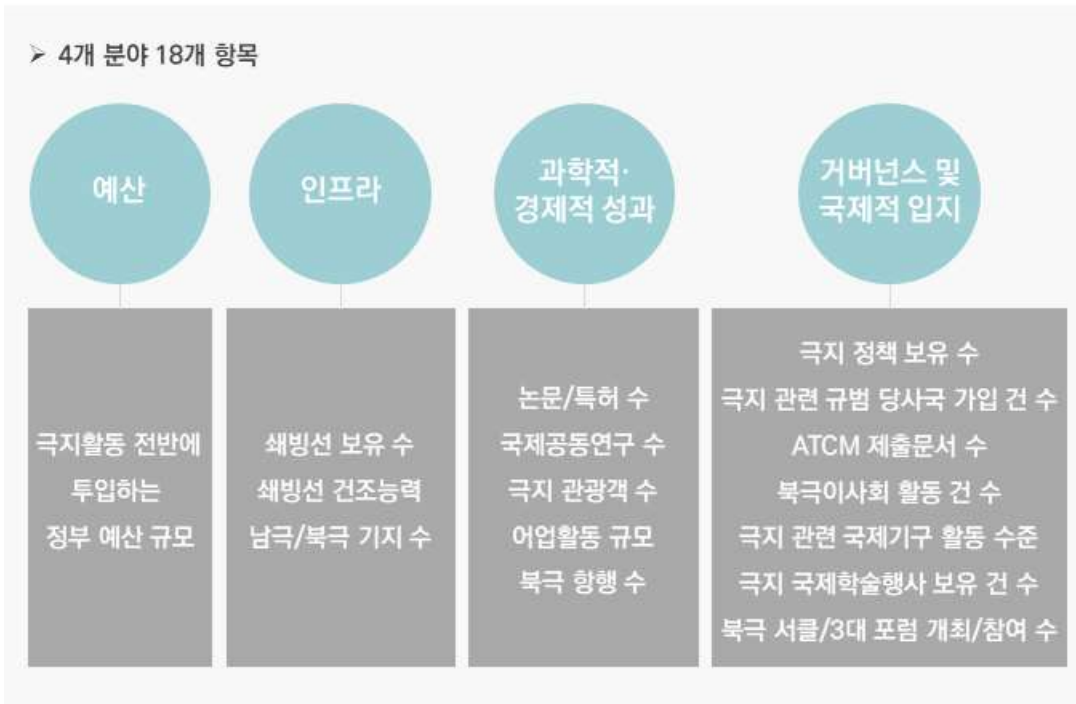 ➢ 4개 분야 18개 항목
예산
극지활동 전반에
투입하는
정부 예산 규모
인프라
쇄빙선 보유 수
쇄빙선 건조능력
남극/북극 기지 수
과학적·
경제적 성과
논문/특허 수
국제공동연구 수
극지 관광객 수
어업활동 규모
북극 항행 수
거버넌스 및
국제적 입지
극지 정책 보유 수
극지 관련 규범 당사국 가입 건 수
ATCM 제출문서 수
북극이사회 활동 건 수
극지 관련 국제기구 활동 수준
극지 국제학술행사 보유 건 수
북극 서클/3대 포럼 개최/참여 수